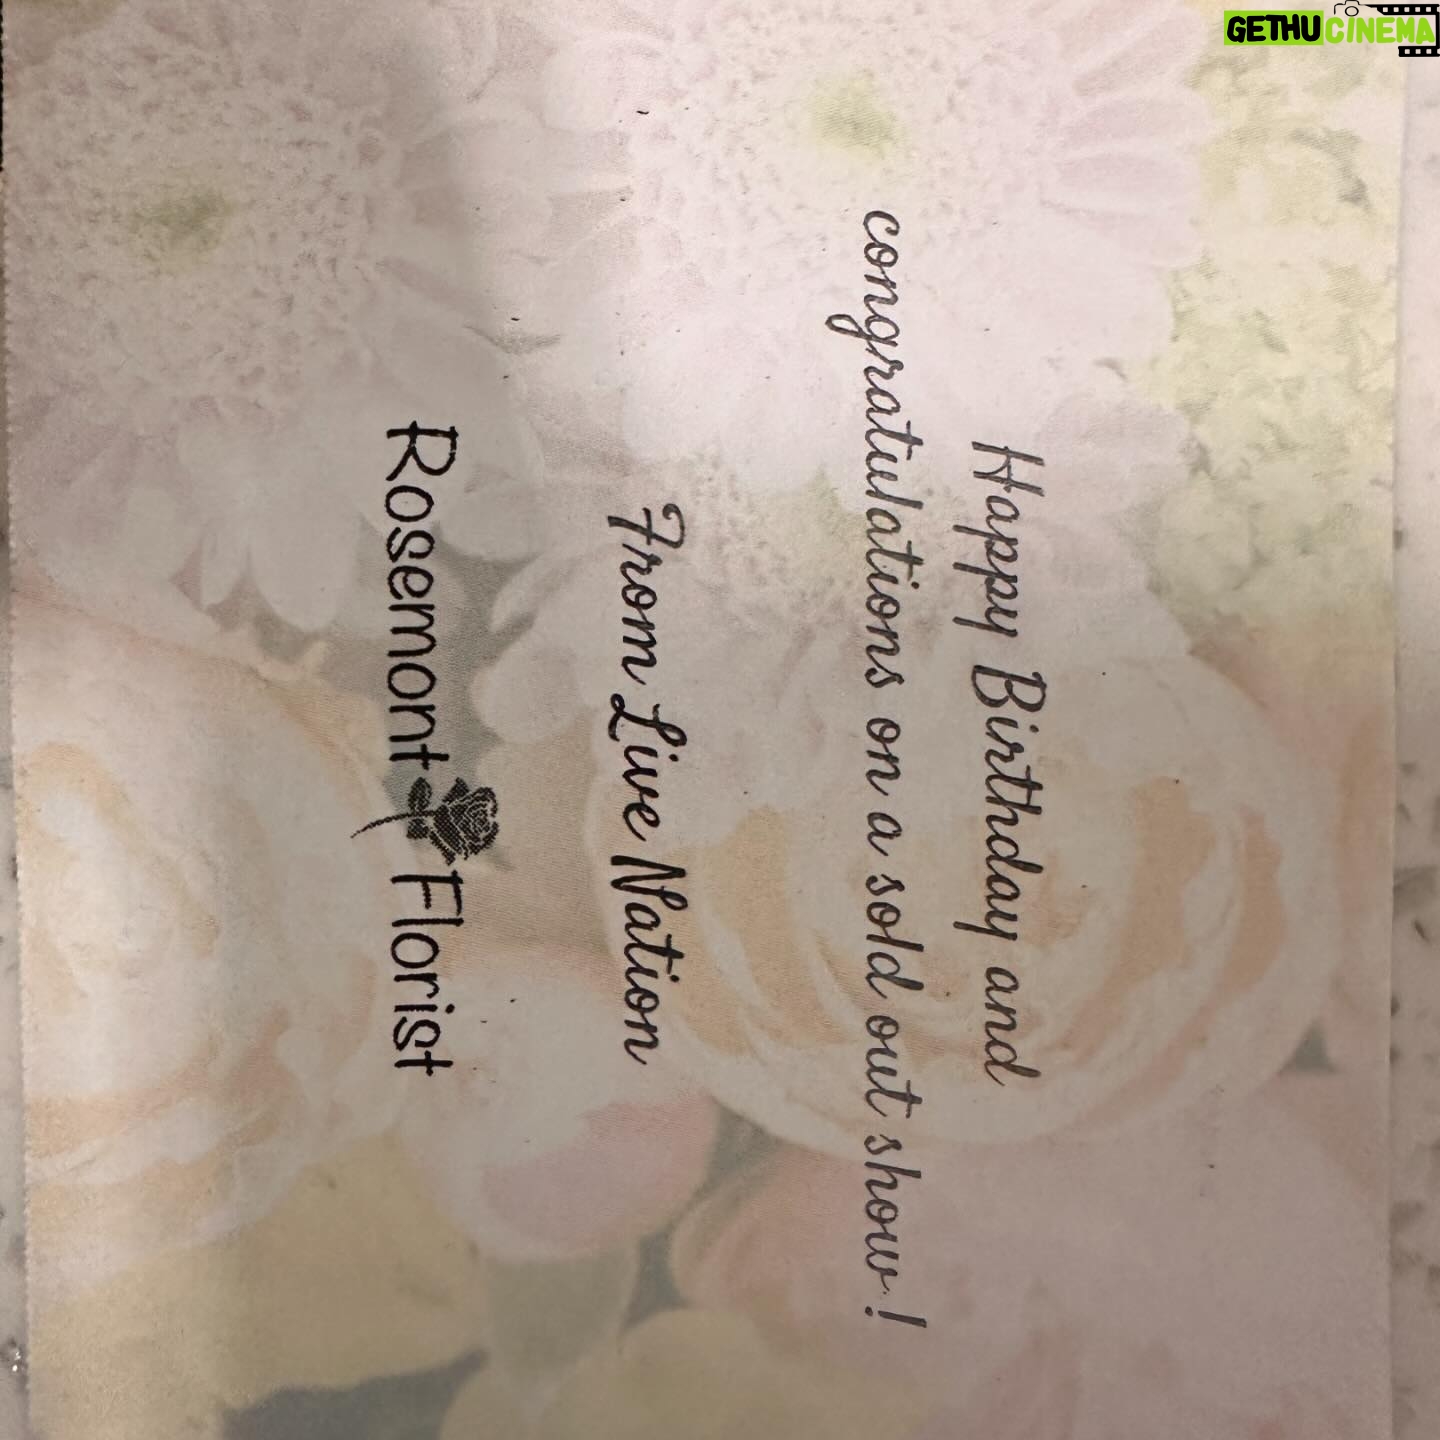 GETHU CINEMA
Happy Birthday and
congratulations on a sold out show!
From Live Nation
Rosemont Florist